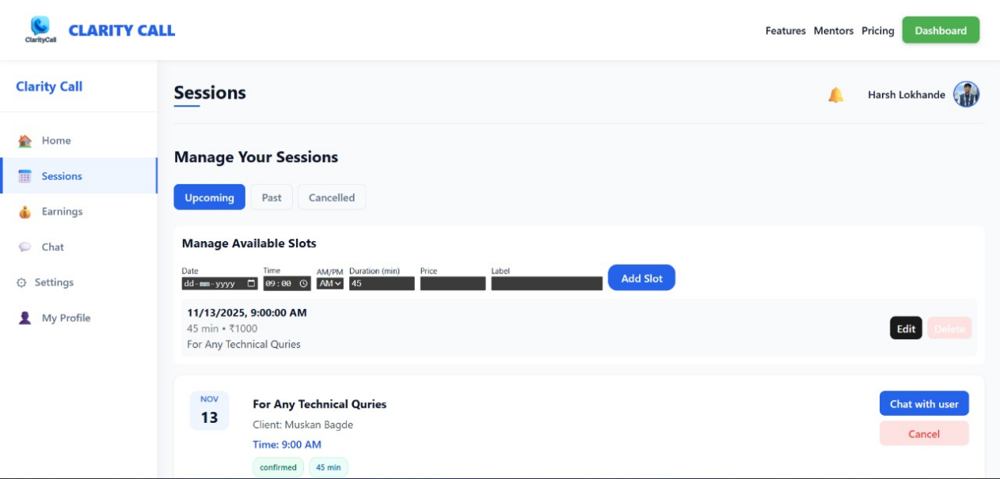 ClarityCall
CLARITY CALL
Features Mentors Pricing Dashboard
Clarity Call
Home
Sessions
Earnings
Chat
Settings
My Profile
Sessions
Harsh Lokhande
Manage Your Sessions
Upcoming Past Cancelled
Manage Available Slots
Date Time AM/PM Duration (min) Price Label
dd-mm-yyyy 09:00 AM 45 Add Slot
11/13/2025, 9:00:00 AM
45 min • ₹1000
For Any Technical Quries
Edit Delete
NOV
13
For Any Technical Quries
Client: Muskan Bagde
Time: 9:00 AM
confirmed 45 min
Chat with user
Cancel